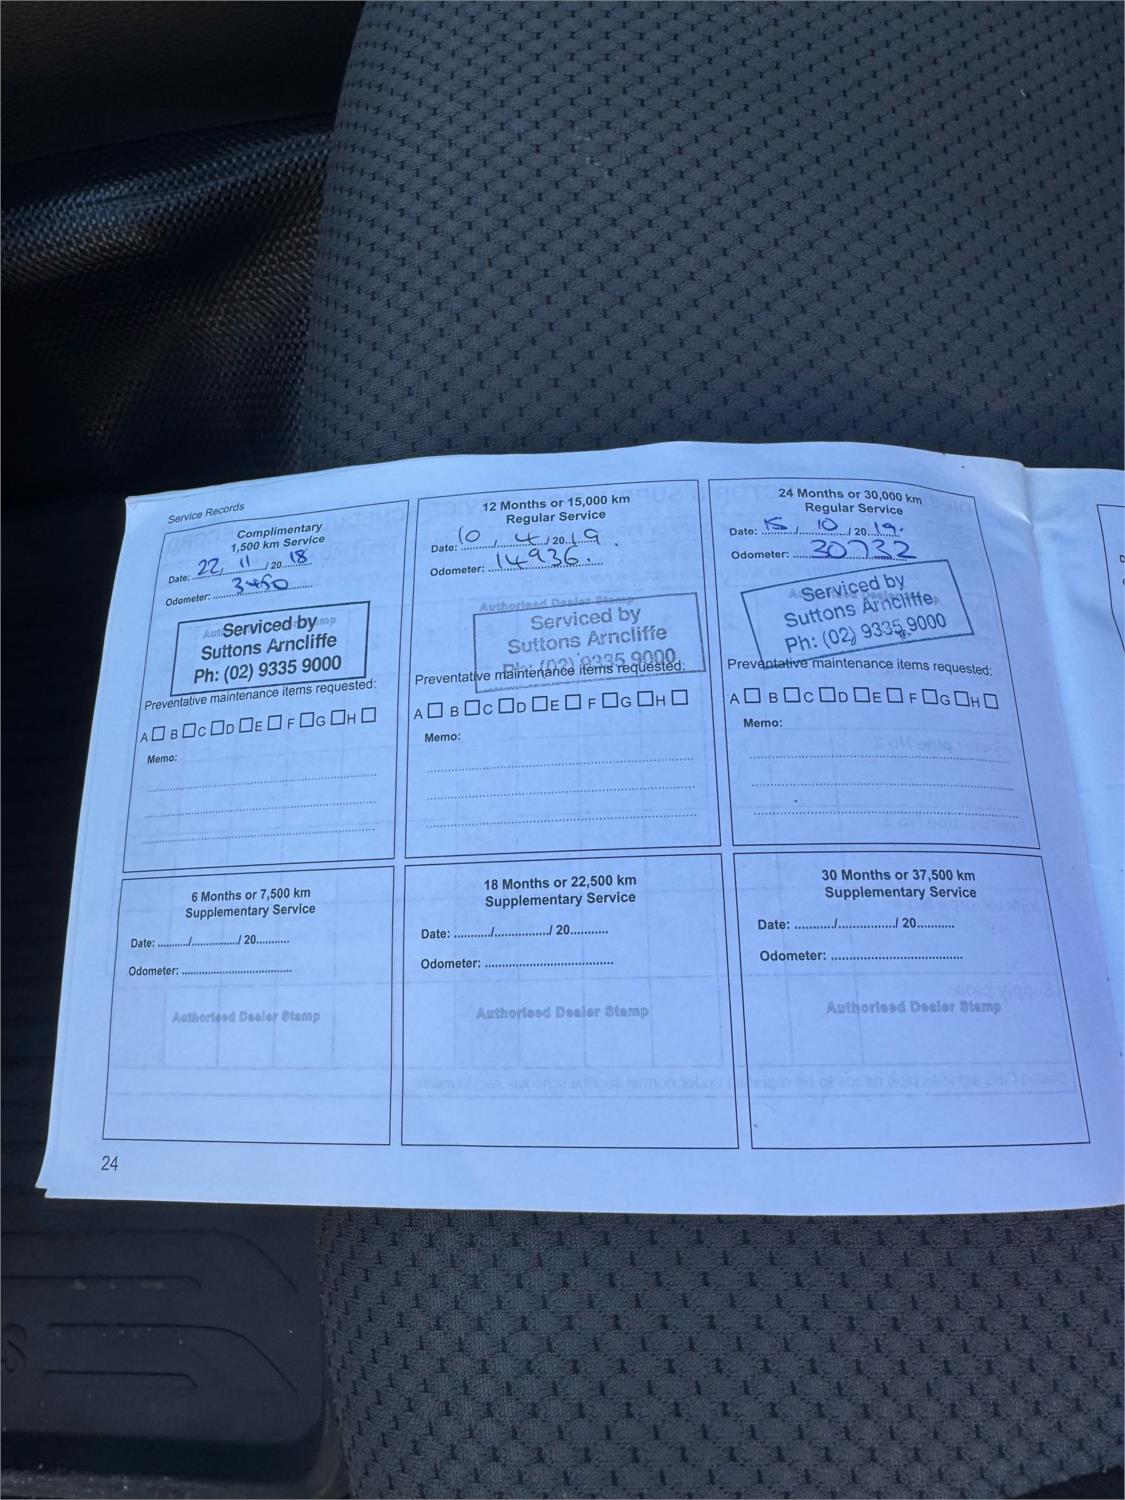 Service Records
Complimentary
1,500 km Service
Date: 22, 11 / 20 18
Odometer: 3450
Serviced by
Suttons Arncliffe
Ph: (02) 9335 9000
Preventative maintenance items requested:
A B C D E F G H
Memo:
12 Months or 15,000 km
Regular Service
Date: 10 / 4 / 20 19
Odometer: 14936.
Authorised Dealer Stamp
Serviced by
Suttons Arncliffe
Ph: (02) 9335 9000
Preventative maintenance items requested:
A B C D E F G H
Memo:
24 Months or 30,000 km
Regular Service
Date: 15 / 10 / 20 19.
Odometer: 30732
Serviced by
Suttons Arncliffe
Ph: (02) 9335 9000
Preventative maintenance items requested:
A B C D E F G H
Memo:
6 Months or 7,500 km
Supplementary Service
Date: ........./............../ 20..........
Odometer: ..................................
Authorised Dealer Stamp
18 Months or 22,500 km
Supplementary Service
Date: ........../................/ 20...........
Odometer: ......................................
Authorised Dealer Stamp
30 Months or 37,500 km
Supplementary Service
Date: ........../................/ 20...........
Odometer: ......................................
Authorised Dealer Stamp
24